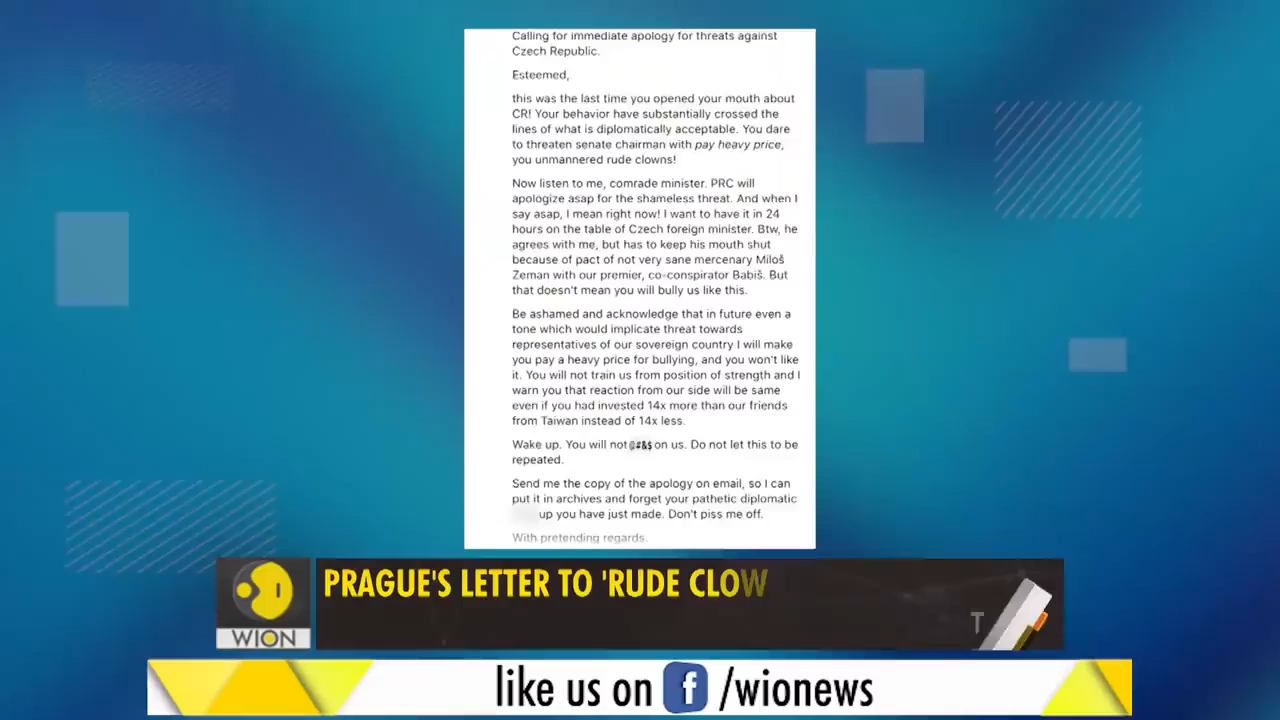 Calling for immediate apology for threats against
Czech Republic.
Esteemed,
this was the last time you opened your mouth about
CR! Your behavior have substantially crossed the
lines of what is diplomatically acceptable. You dare
to threaten senate chairman with pay heavy price,
you unmannered rude clowns!
Now listen to me, comrade minister. PRC will
apologize asap for the shameless threat. And when I
say asap, I mean right now! I want to have it in 24
hours on the table of Czech foreign minister. Btw, he
agrees with me, but has to keep his mouth shut
because of pact of not very sane mercenary Miloš
Zeman with our premier, co-conspirator Babiš. But
that doesn't mean you will bully us like this.
Be ashamed and acknowledge that in future even a
tone which would implicate threat towards
representatives of our sovereign country I will make
you pay a heavy price for bullying, and you won't like
it. You will not train us from position of strength and I
warn you that reaction from our side will be same
even if you had invested 14x more than our friends
from Taiwan instead of 14x less.
Wake up. You will not @#&$ on us. Do not let this to be
repeated.
Send me the copy of the apology on email, so I can
put it in archives and forget your pathetic diplomatic
up you have just made. Don't piss me off.
With pretending regards.
PRAGUE'S LETTER TO 'RUDE CLOW
T
WION
like us on f /wionews